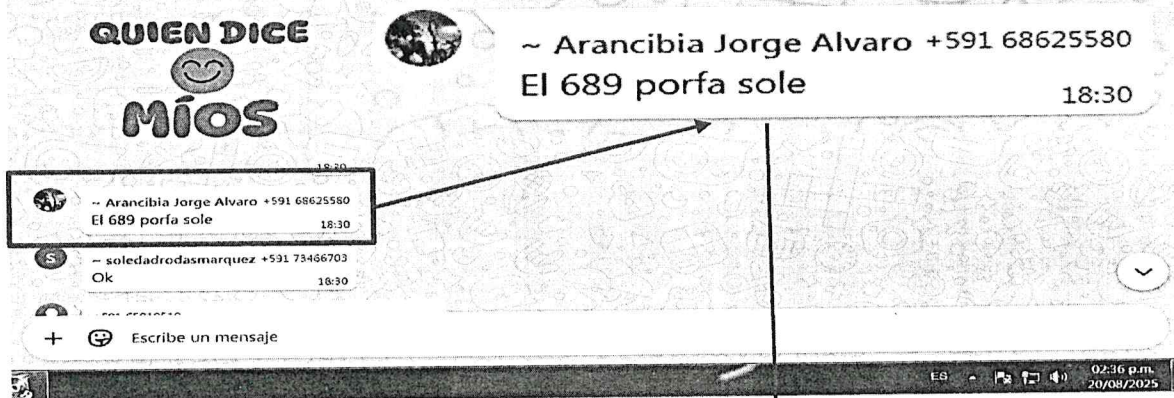 QUIEN DICE
MÍOS
~ Arancibia Jorge Alvaro +591 68625580
El 689 porfa sole
18:30
18:30
~ Arancibia Jorge Alvaro +591 68625580
El 689 porfa sole
18:30
S
~ soledadrodasmarquez +591 73466703
Ok
18:30
+ Escribe un mensaje
ES
02:36 p.m.
20/08/2025